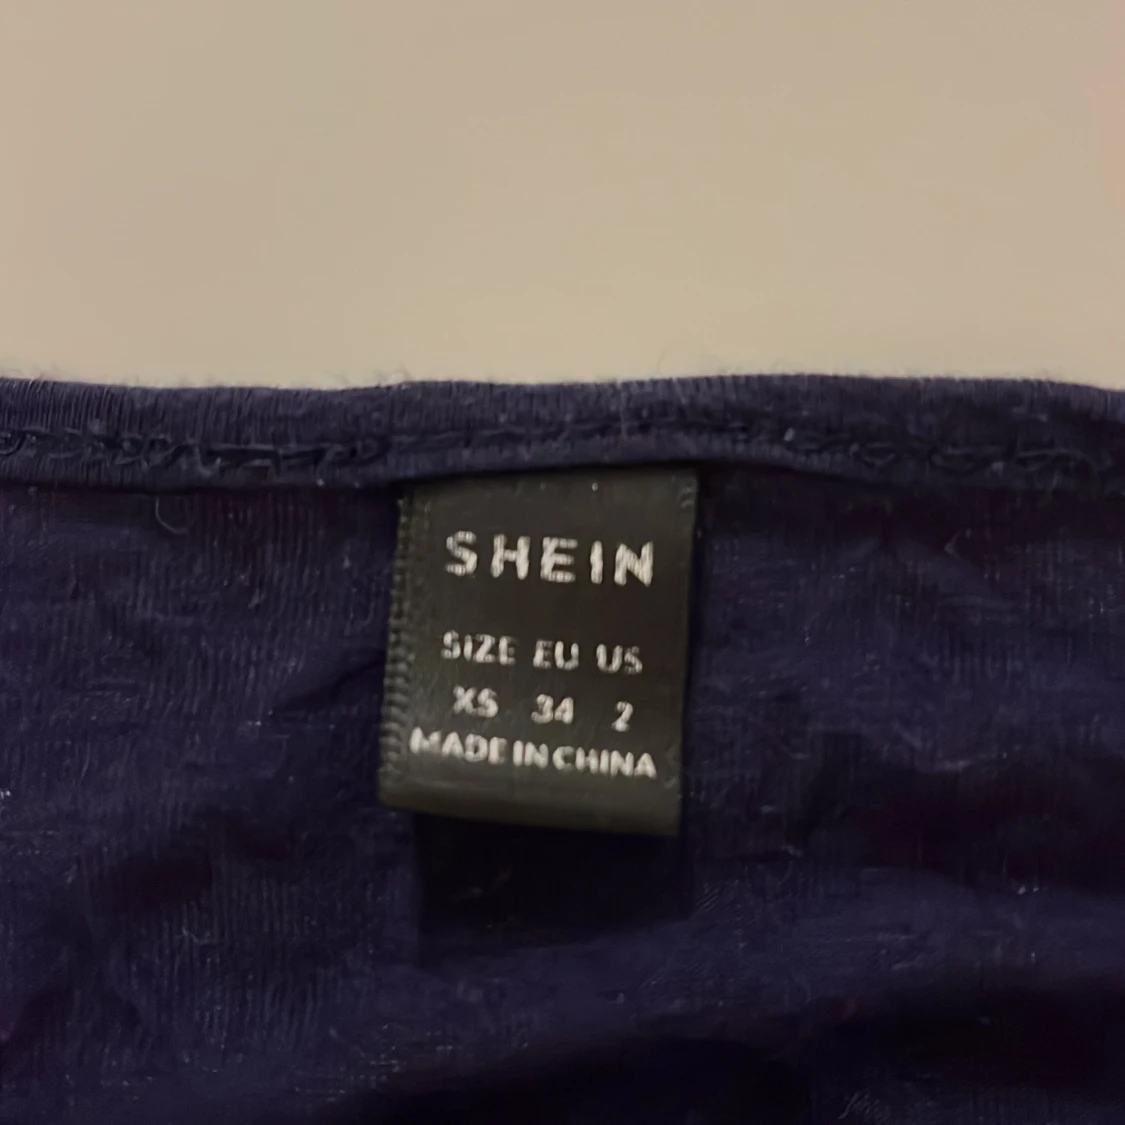 SHEIN
SIZE EU US
XS 34 2
MADE IN CHINA